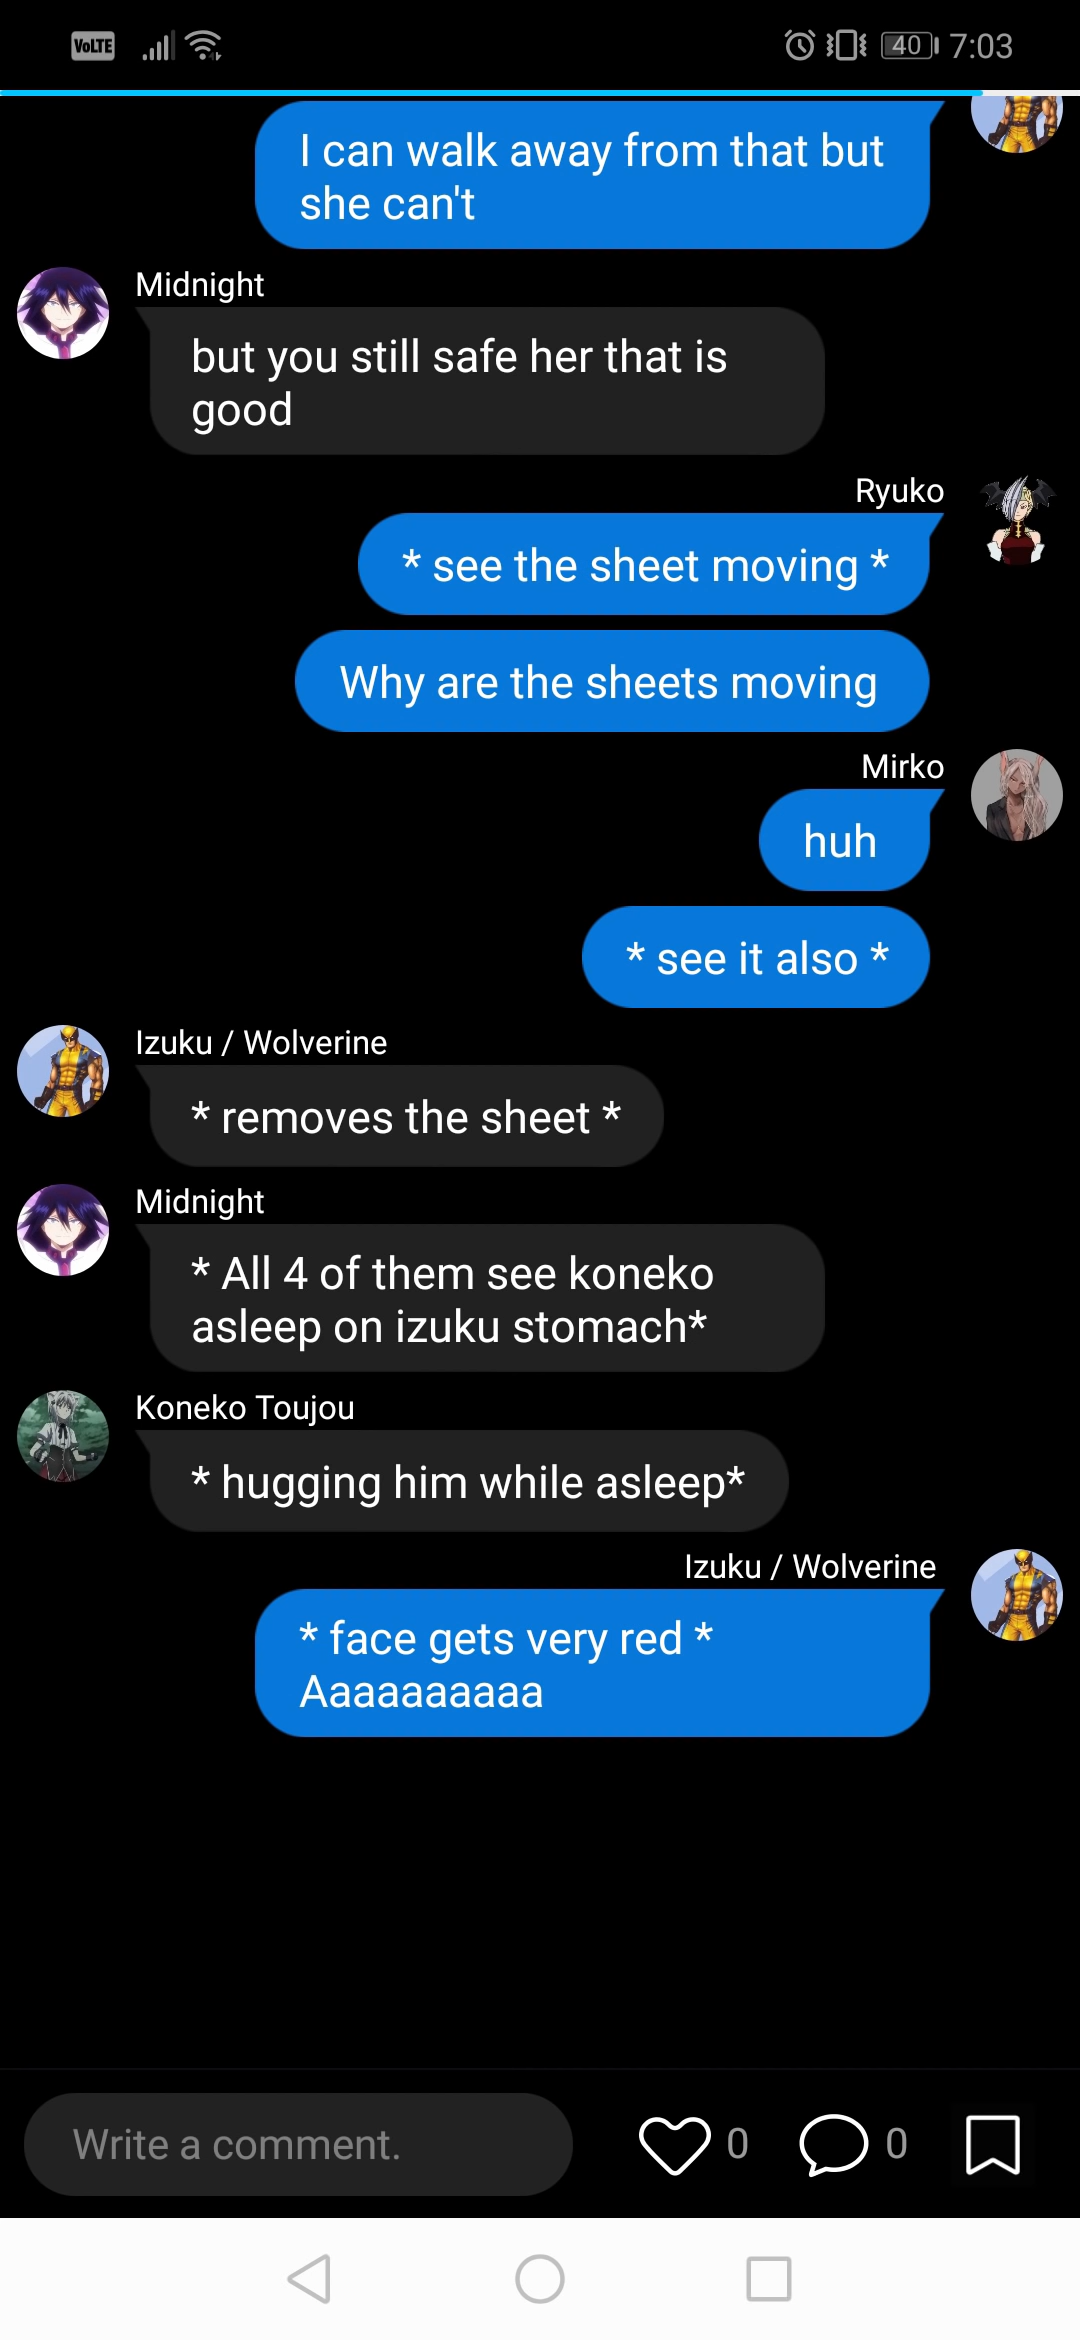 VoLTE 40 7:03
I can walk away from that but
she can't
Midnight
but you still safe her that is
good
Ryuko
* see the sheet moving *
Why are the sheets moving
Mirko
huh
* see it also *
Izuku / Wolverine
* removes the sheet *
Midnight
* All 4 of them see koneko
asleep on izuku stomach*
Koneko Toujou
* hugging him while asleep*
Izuku / Wolverine
* face gets very red *
Aaaaaaaaaa
Write a comment. 0 0